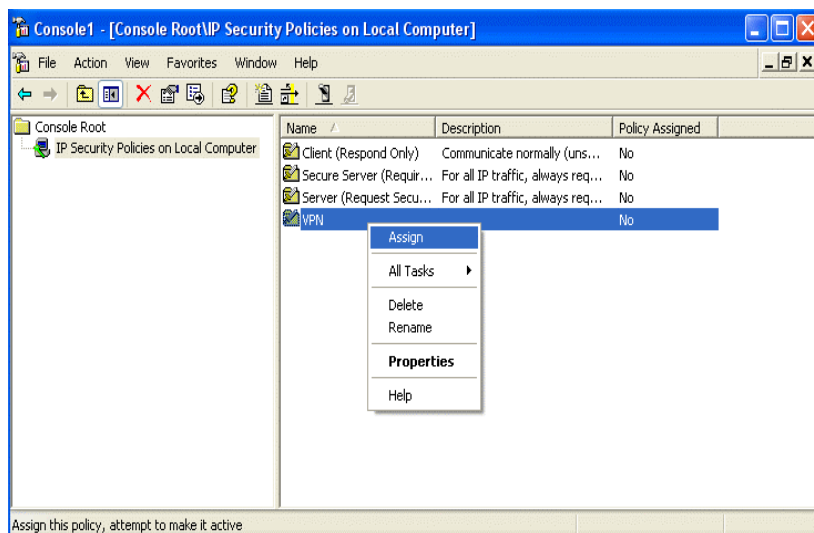 Console1 - [Console Root\IP Security Policies on Local Computer]
File Action View Favorites Window Help
Console Root
IP Security Policies on Local Computer
Name Description Policy Assigned
Client (Respond Only) Communicate normally (uns... No
Secure Server (Requir... For all IP traffic, always req... No
Server (Request Secu... For all IP traffic, always req... No
VPN No
Assign
All Tasks
Delete
Rename
Properties
Help
Assign this policy, attempt to make it active